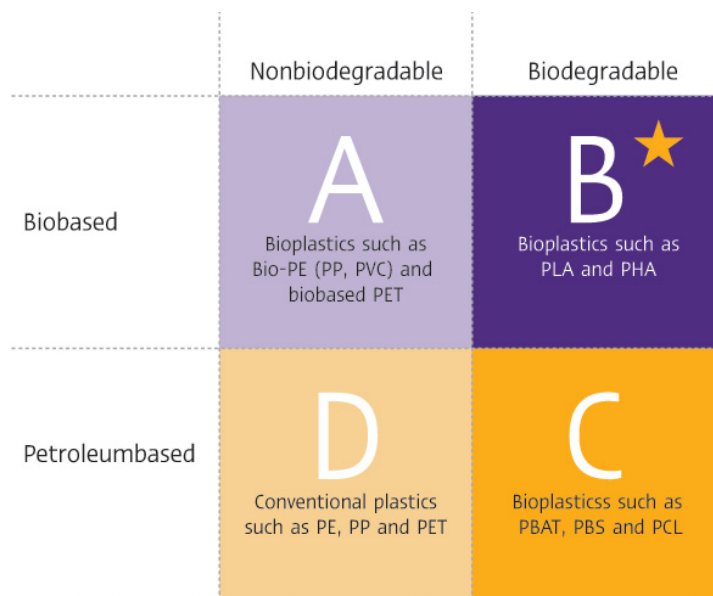 Nonbiodegradable
Biodegradable
Biobased
A
Bioplastics such as
Bio-PE (PP, PVC) and
biobased PET
B
Bioplastics such as
PLA and PHA
Petroleumbased
D
Conventional plastics
such as PE, PP and PET
C
Bioplasticss such as
PBAT, PBS and PCL